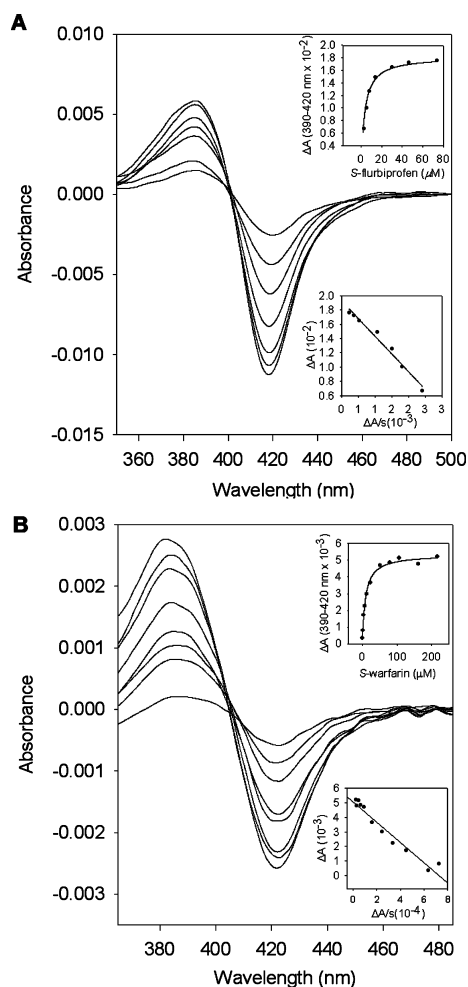 A
0.010
0.005
0.000
-0.005
-0.010
-0.015
Absorbance
360 380 400 420 440 460 480 500
Wavelength (nm)
ΔA (390-420 nm x 10⁻²)
2.0
1.8
1.6
1.4
1.2
1.0
0.8
0.6
0.4
0 20 40 60 80
S-flurbiprofen (μM)
ΔA (10⁻²)
1.8
1.6
1.4
1.2
1.0
0.8
0.6
0 1 1 2 2 3 3
ΔA/s(10⁻³)
B
0.003
0.002
0.001
0.000
-0.001
-0.002
-0.003
Absorbance
380 400 420 440 460 480
Wavelength (nm)
ΔA (390-420 nm x 10⁻³)
6
5
4
3
2
1
0
0 100 200
S-warfarin (μM)
ΔA (10⁻³)
6
5
4
3
2
1
0
0 2 4 6 8
ΔA/s(10⁻⁴)